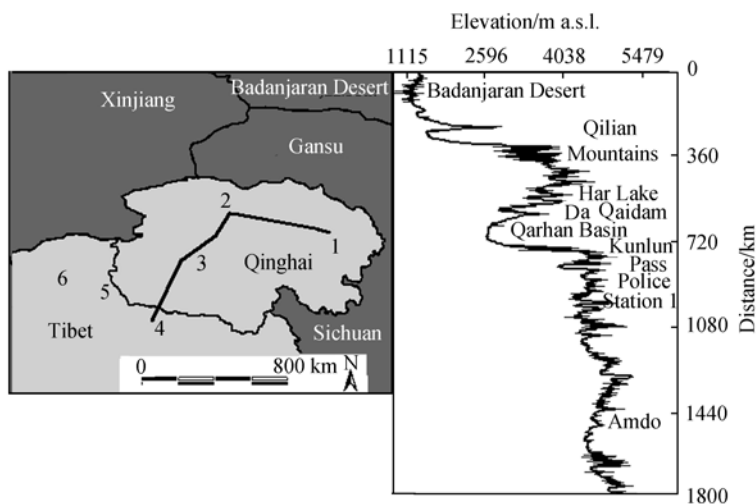 Xinjiang
Badanjaran Desert
Gansu
2
1
Qinghai
3
6
5
Tibet
4
Sichuan
0
800 km
N
Elevation/m a.s.l.
1115 2596 4038 5479
0
Badanjaran Desert
Qilian
Mountains
360
Har Lake
Da Qaidam
Qarhan Basin
720
Kunlun
Pass
Police
Station 1
1080
Amdo
1440
1800
Distance/km